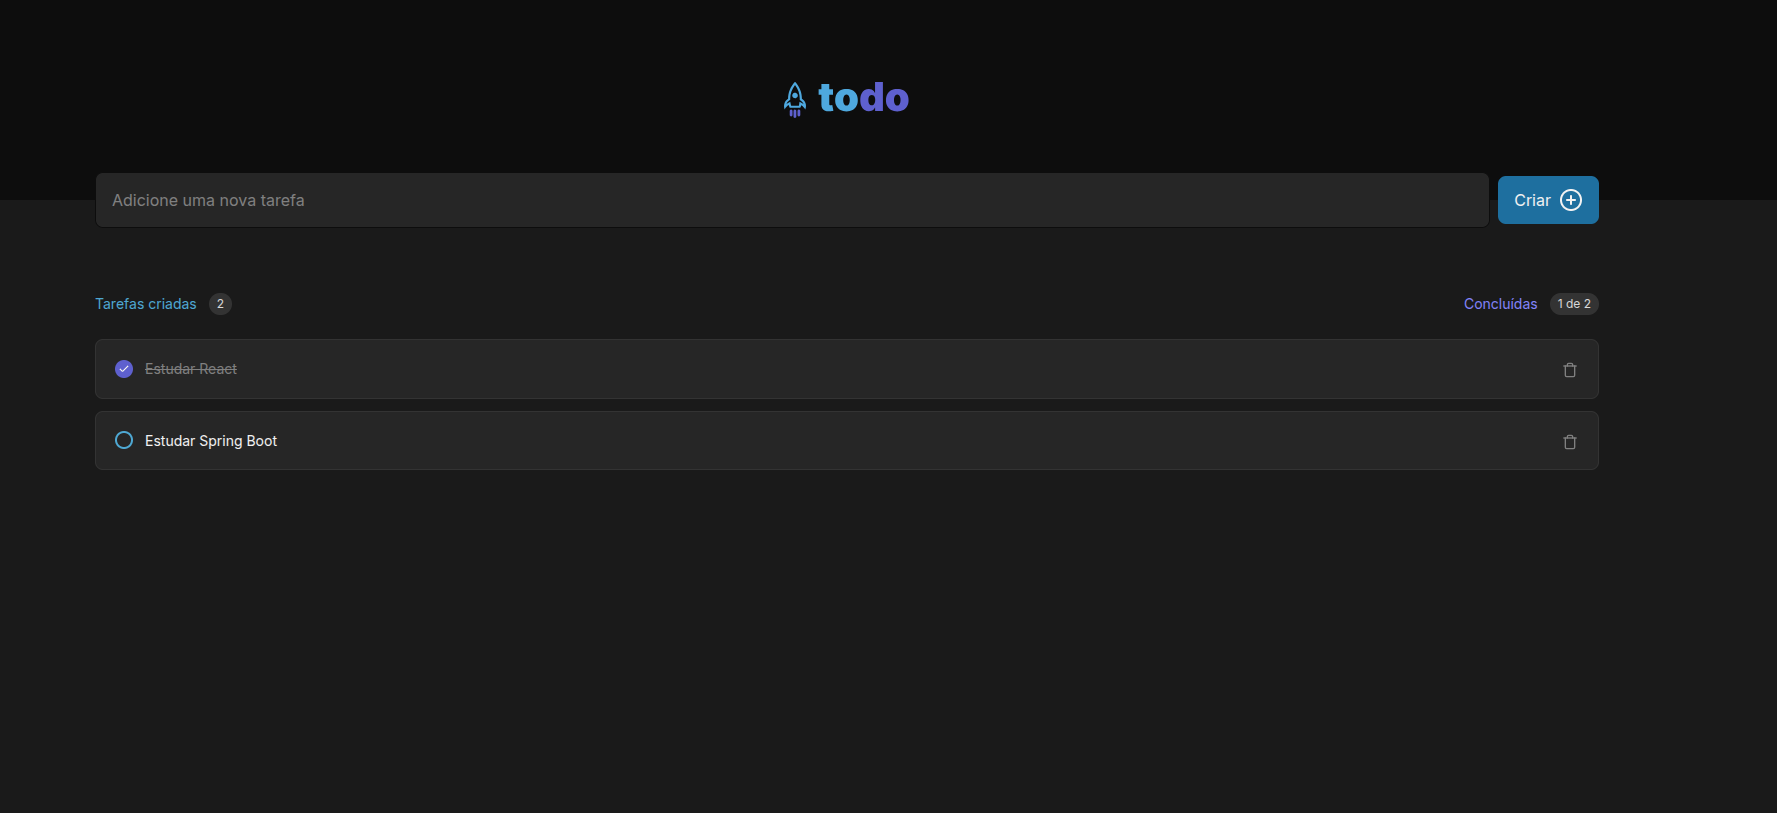 todo
Adicione uma nova tarefa
Criar
Tarefas criadas 2
Concluídas 1 de 2
Estudar React
Estudar Spring Boot